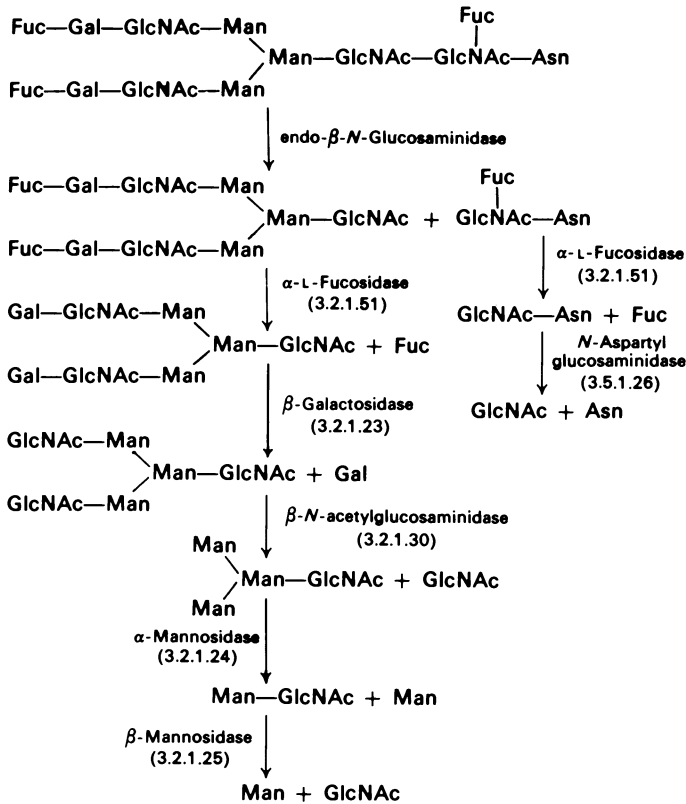 Fuc
Fuc—Gal—GlcNAc—Man
Man—GlcNAc—GlcNAc—Asn
Fuc—Gal—GlcNAc—Man
endo-β-N-Glucosaminidase
Fuc
Fuc—Gal—GlcNAc—Man
Man—GlcNAc + GlcNAc—Asn
Fuc—Gal—GlcNAc—Man
α-L-Fucosidase
(3.2.1.51)
α-L-Fucosidase
(3.2.1.51)
Gal—GlcNAc—Man
Man—GlcNAc + Fuc
Gal—GlcNAc—Man
GlcNAc—Asn + Fuc
N-Aspartyl
glucosaminidase
(3.5.1.26)
GlcNAc + Asn
β-Galactosidase
(3.2.1.23)
GlcNAc—Man
Man—GlcNAc + Gal
GlcNAc—Man
β-N-acetylglucosaminidase
(3.2.1.30)
Man
Man—GlcNAc + GlcNAc
Man
α-Mannosidase
(3.2.1.24)
Man—GlcNAc + Man
β-Mannosidase
(3.2.1.25)
Man + GlcNAc